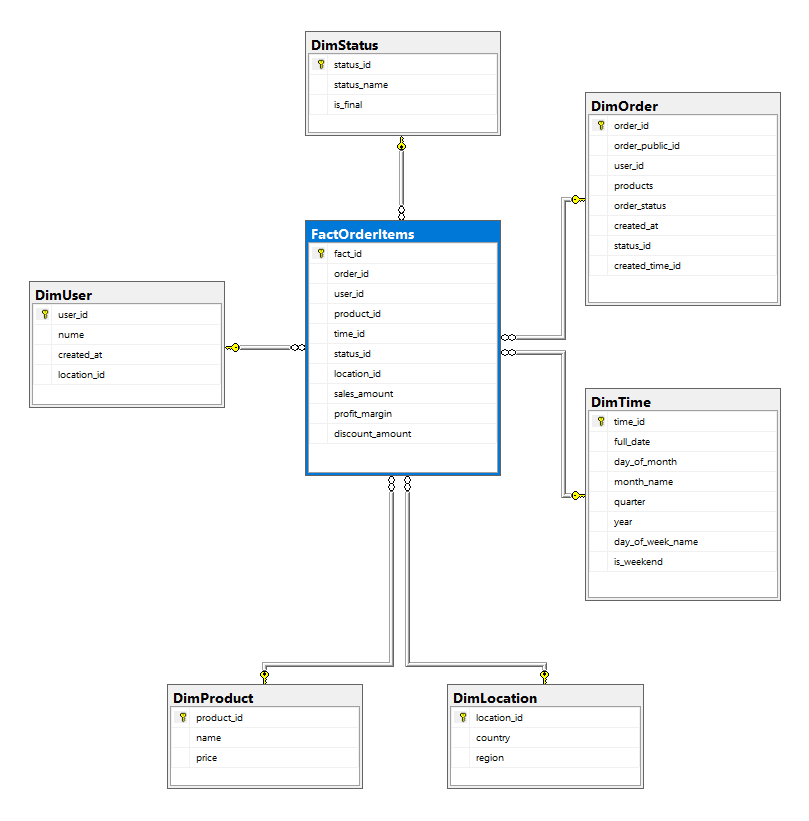 DimStatus
status_id
status_name
is_final
DimOrder
order_id
order_public_id
user_id
products
order_status
created_at
status_id
created_time_id
FactOrderItems
fact_id
order_id
user_id
product_id
time_id
status_id
location_id
sales_amount
profit_margin
discount_amount
DimUser
user_id
nume
created_at
location_id
DimTime
time_id
full_date
day_of_month
month_name
quarter
year
day_of_week_name
is_weekend
DimProduct
product_id
name
price
DimLocation
location_id
country
region